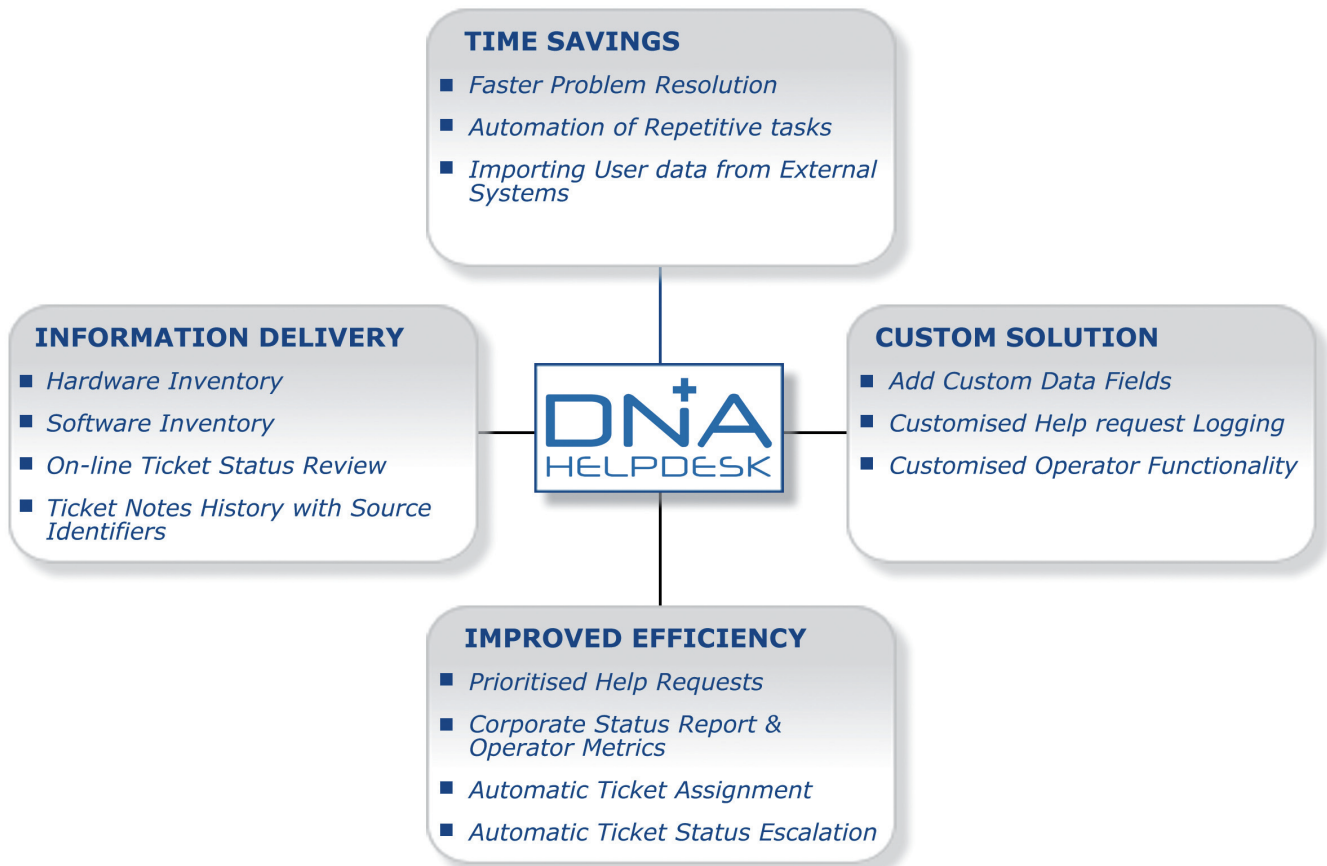 TIME SAVINGS
Faster Problem Resolution
Automation of Repetitive tasks
Importing User data from External
Systems
INFORMATION DELIVERY
Hardware Inventory
Software Inventory
On-line Ticket Status Review
Ticket Notes History with Source
Identifiers
DNA
HELPDESK
CUSTOM SOLUTION
Add Custom Data Fields
Customised Help request Logging
Customised Operator Functionality
IMPROVED EFFICIENCY
Prioritised Help Requests
Corporate Status Report &
Operator Metrics
Automatic Ticket Assignment
Automatic Ticket Status Escalation